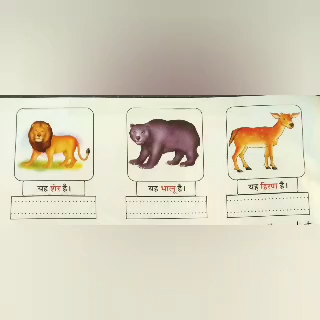 यह शेर है।
यह भालू है।
यह हिरण है।